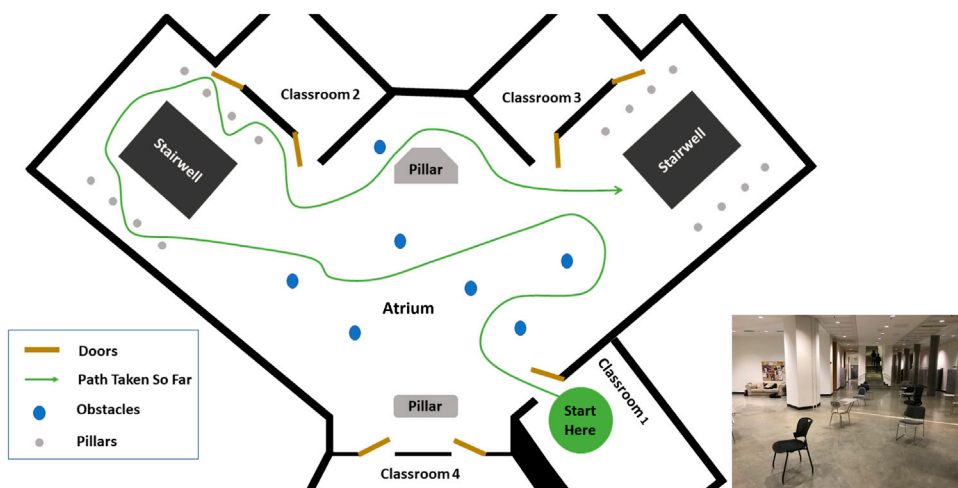 Classroom 2
Classroom 3
Stairwell
Pillar
Stairwell
Atrium
Doors
Path Taken So Far
Obstacles
Pillars
Pillar
Start
Here
Classroom 1
Classroom 4